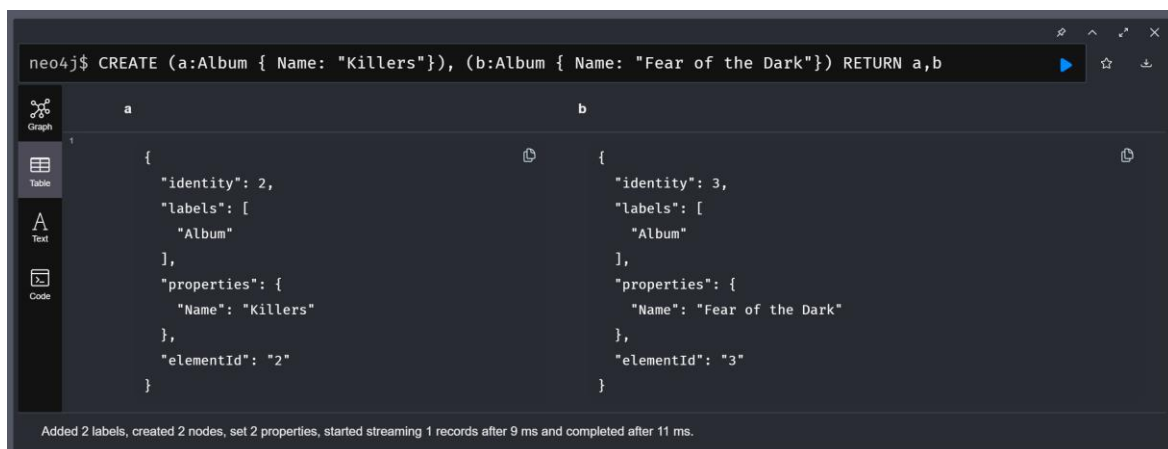 neo4j$ CREATE (a:Album { Name: "Killers"}), (b:Album { Name: "Fear of the Dark"}) RETURN a,b
Graph
Table
Text
Code
a
b
1
{
"identity": 2,
"labels": [
"Album"
],
"properties": {
"Name": "Killers"
},
"elementId": "2"
}
{
"identity": 3,
"labels": [
"Album"
],
"properties": {
"Name": "Fear of the Dark"
},
"elementId": "3"
}
Added 2 labels, created 2 nodes, set 2 properties, started streaming 1 records after 9 ms and completed after 11 ms.